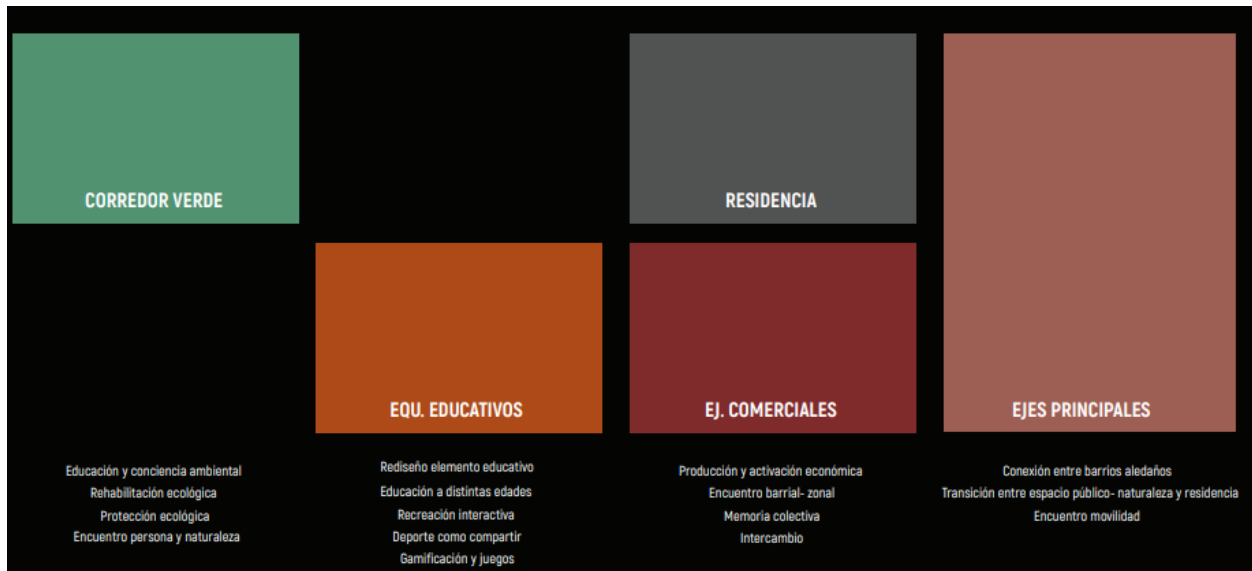 CORREDOR VERDE
RESIDENCIA
EQU. EDUCATIVOS
EJ. COMERCIALES
EJES PRINCIPALES
Educación y conciencia ambiental
Rehabilitación ecológica
Protección ecológica
Encuentro persona y naturaleza
Rediseño elemento educativo
Educación a distintas edades
Recreación interactiva
Deporte como compartir
Gamificación y juegos
Producción y activación económica
Encuentro barrial- zonal
Memoria colectiva
Intercambio
Conexión entre barrios aledaños
Transición entre espacio público- naturaleza y residencia
Encuentro movilidad